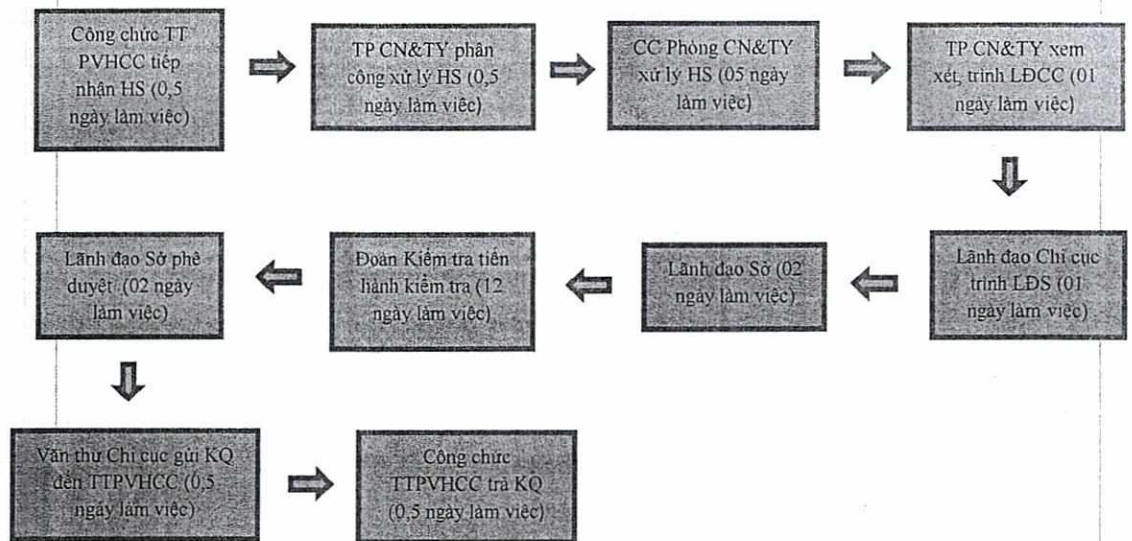 Công chức TT
PVHCC tiếp
nhận HS (0,5
ngày làm việc)
TP CN&TY phân
công xử lý HS (0,5
ngày làm việc)
CC Phòng CN&TY
xử lý HS (05 ngày
làm việc)
TP CN&TY xem
xét, trình LĐCC (01
ngày làm việc)
Lãnh đạo Chi cục
trình LĐS (01
ngày làm việc)
Lãnh đạo Sở (02
ngày làm việc)
Đoàn Kiểm tra tiến
hành kiểm tra (12
ngày làm việc)
Lãnh đạo Sở phê
duyệt (02 ngày
làm việc)
Văn thư Chi cục gửi KQ
đến TTPVHCC (0,5
ngày làm việc)
Công chức
TTPVHCC trả KQ
(0,5 ngày làm việc)